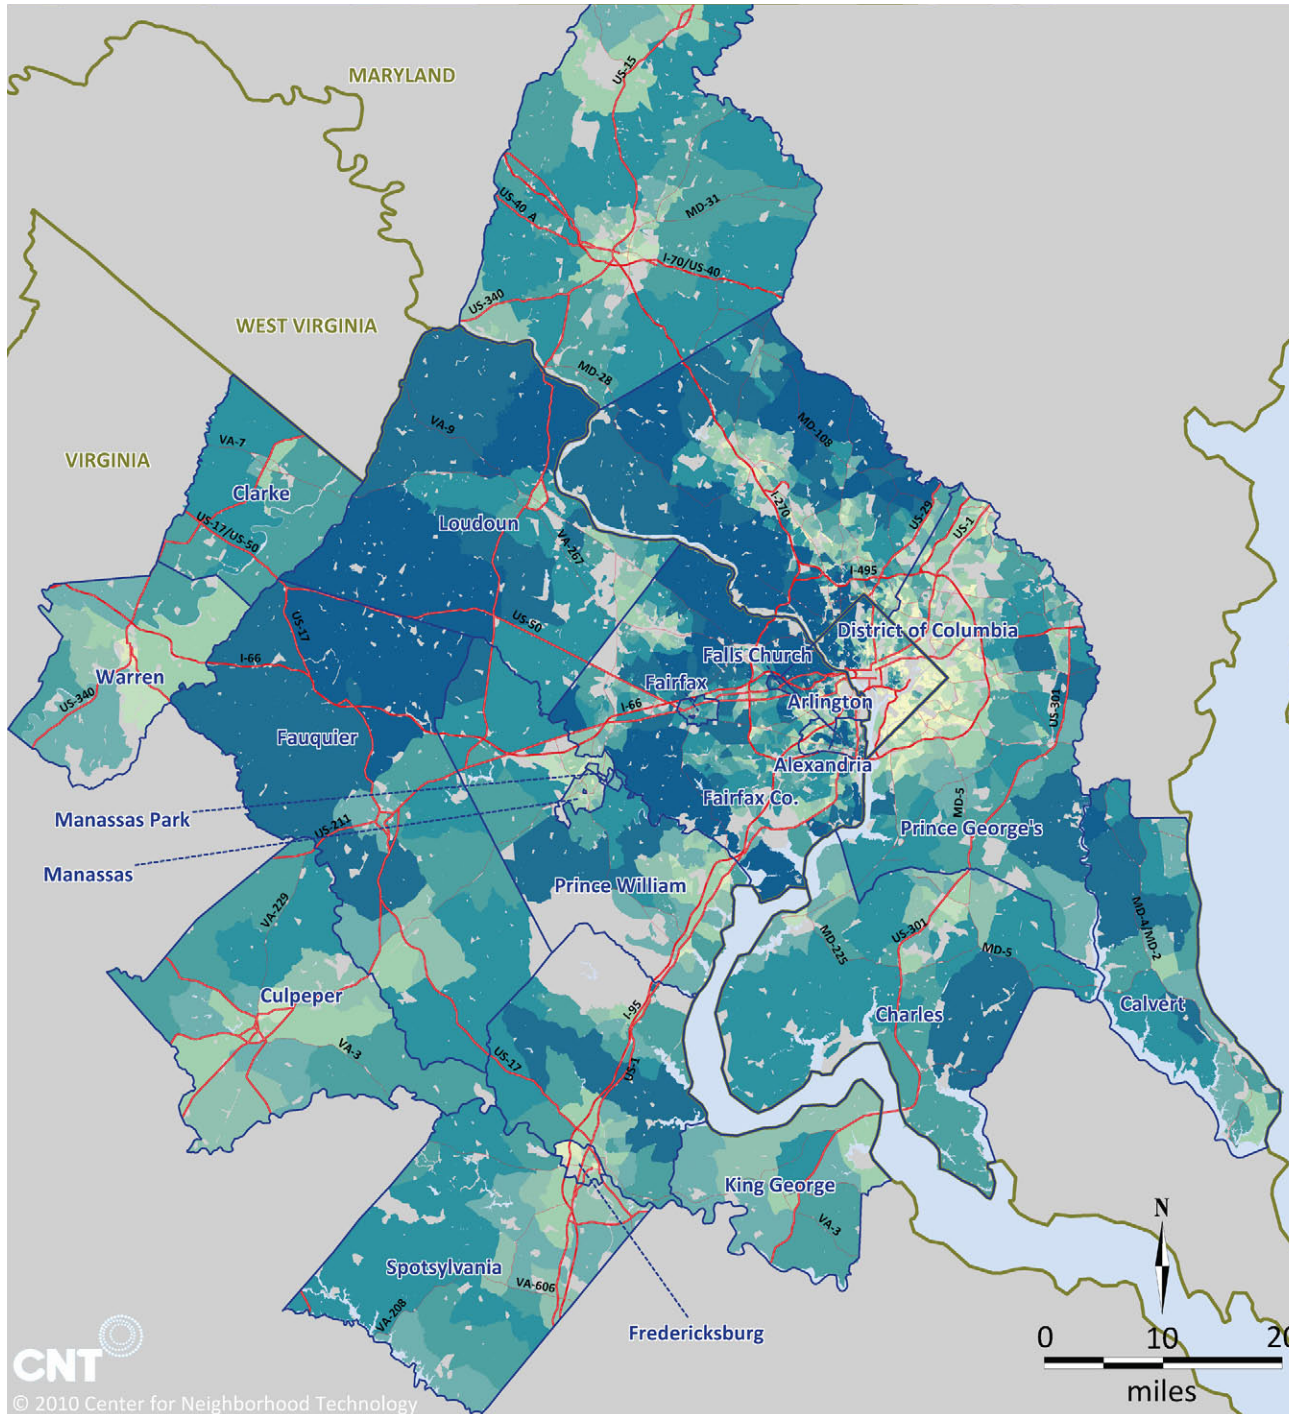 MARYLAND
US-15
US-40 A
MD-31
I-70/US-40
US-340
WEST VIRGINIA
MD-28
VA-9
MD-108
VIRGINIA
VA-7
Clarke
US-17/US-50
Loudoun
VA-267
I-270
US-29
US-1
I-495
US-50
US-17
District of Columbia
Falls Church
I-66
Warren
US-340
Fairfax
Arlington
I-66
US-301
Fauquier
Alexandria
Fairfax Co.
MD-5
Manassas Park
US-211
Prince George's
Manassas
Prince William
VA-229
MD-4/MD-2
US-301
MD-225
MD-5
Culpeper
I-95
Charles
Calvert
VA-3
US-17
US-1
King George
N
VA-3
Spotsylvania
VA-606
VA-208
Fredericksburg
0 10 20
miles
CNT
© 2010 Center for Neighborhood Technology